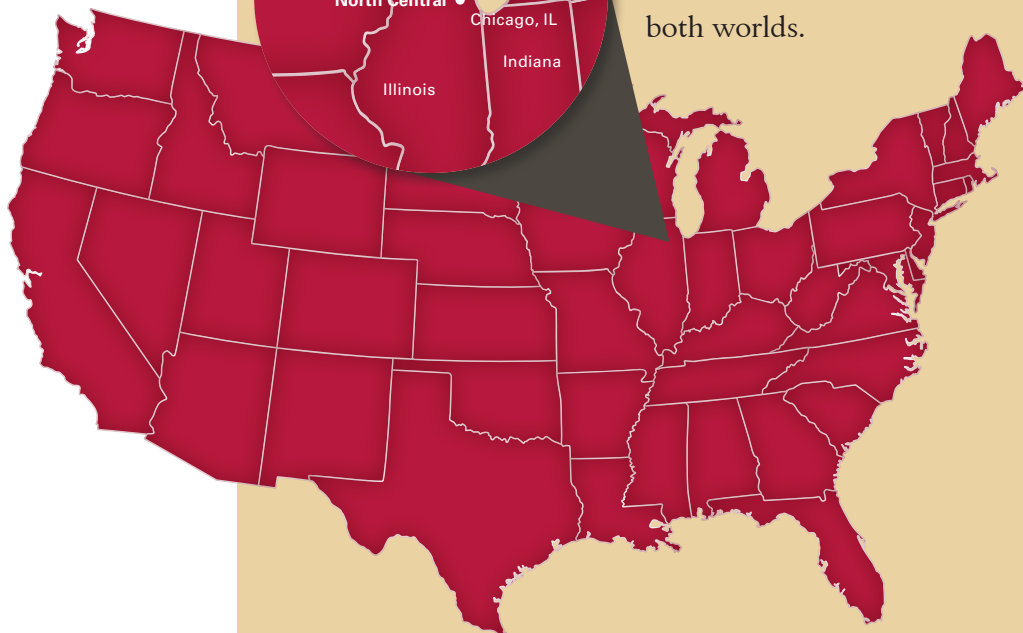 both worlds.
North Central
Chicago, IL
Indiana
Illinois